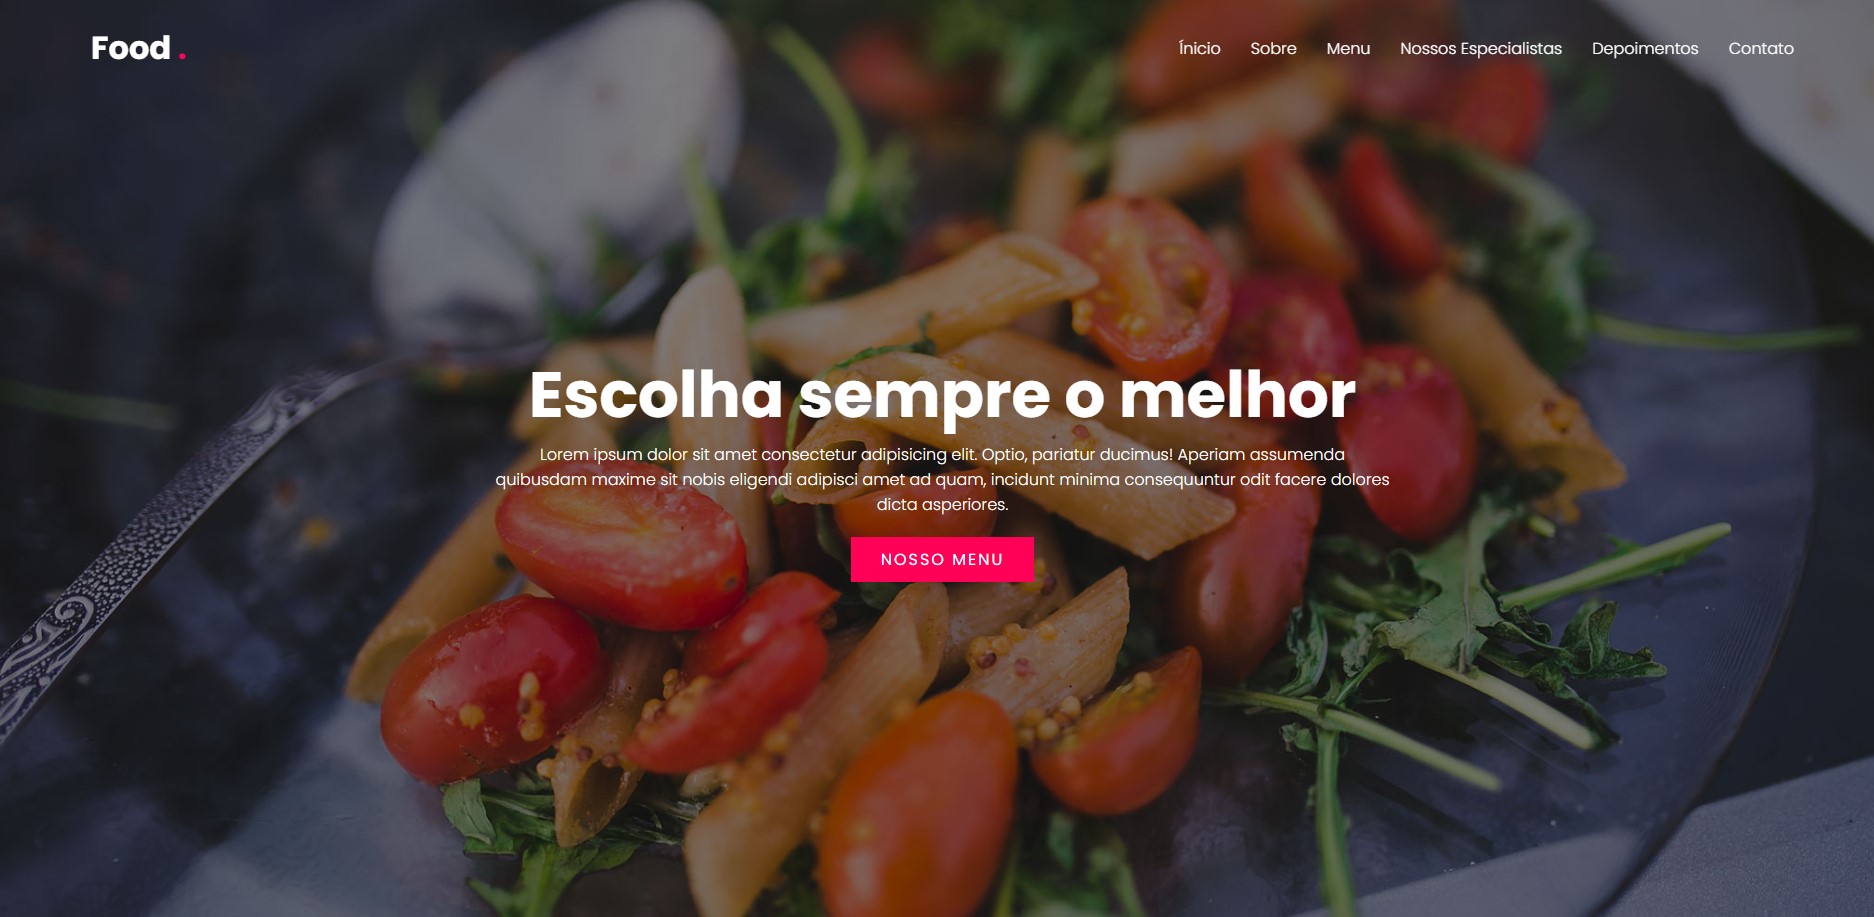 Food .
Ínicio Sobre Menu Nossos Especialistas Depoimentos Contato
Escolha sempre o melhor
Lorem ipsum dolor sit amet consectetur adipisicing elit. Optio, pariatur ducimus! Aperiam assumenda
quibusdam maxime sit nobis eligendi adipisci amet ad quam, incidunt minima consequuntur odit facere dolores
dicta asperiores.
NOSSO MENU